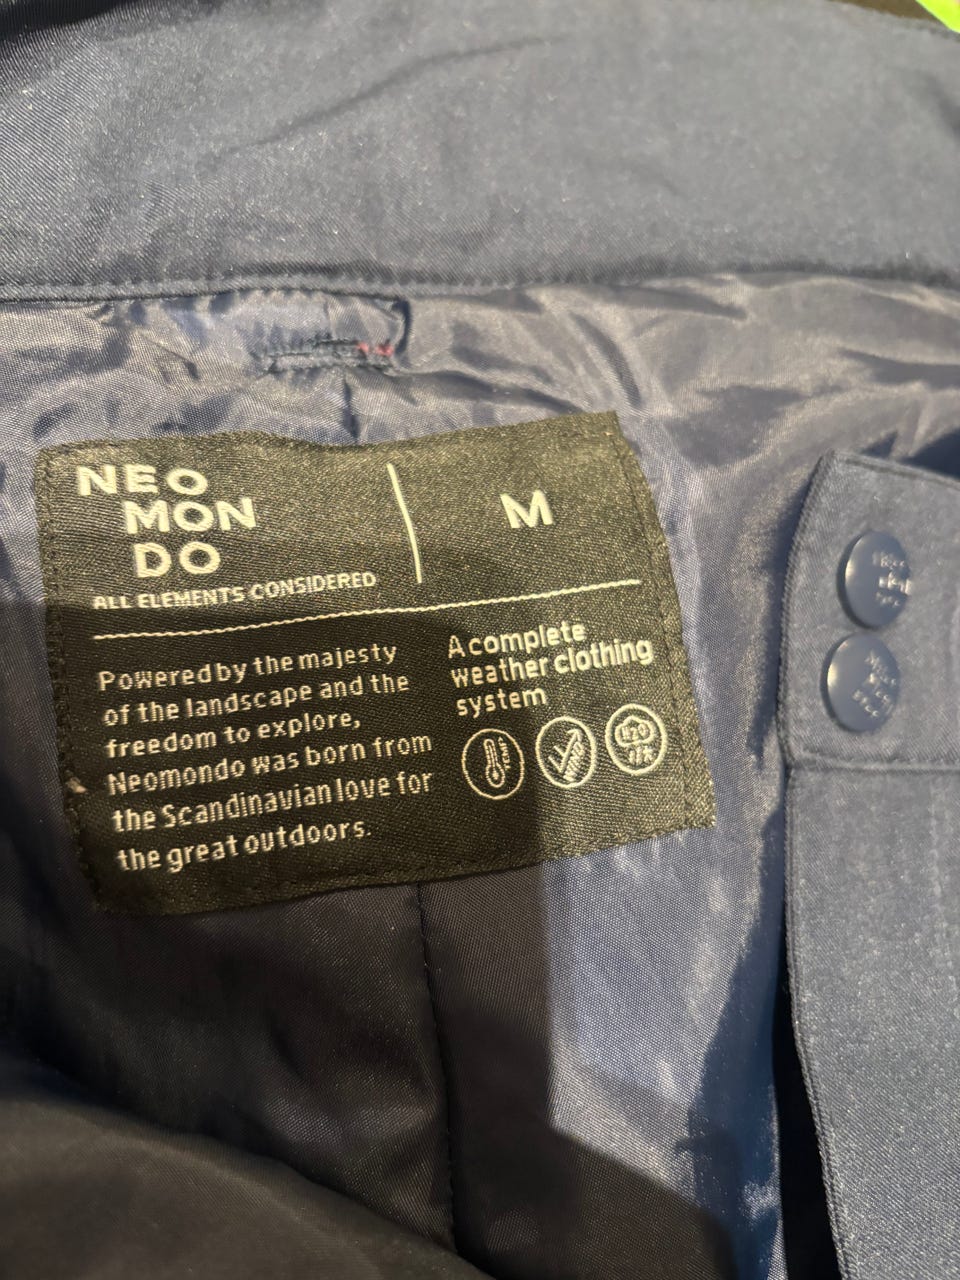 NEO
MON
DO
ALL ELEMENTS CONSIDERED
M
Powered by the majesty
of the landscape and the
freedom to explore,
Neomondo was born from
the Scandinavian love for
the great outdoors.
A complete
weather clothing
system
H2O